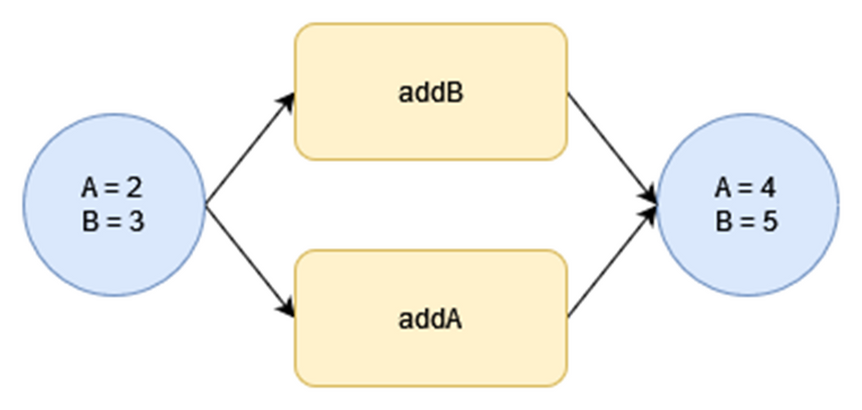 addB
A = 2
B = 3
A = 4
B = 5
addA